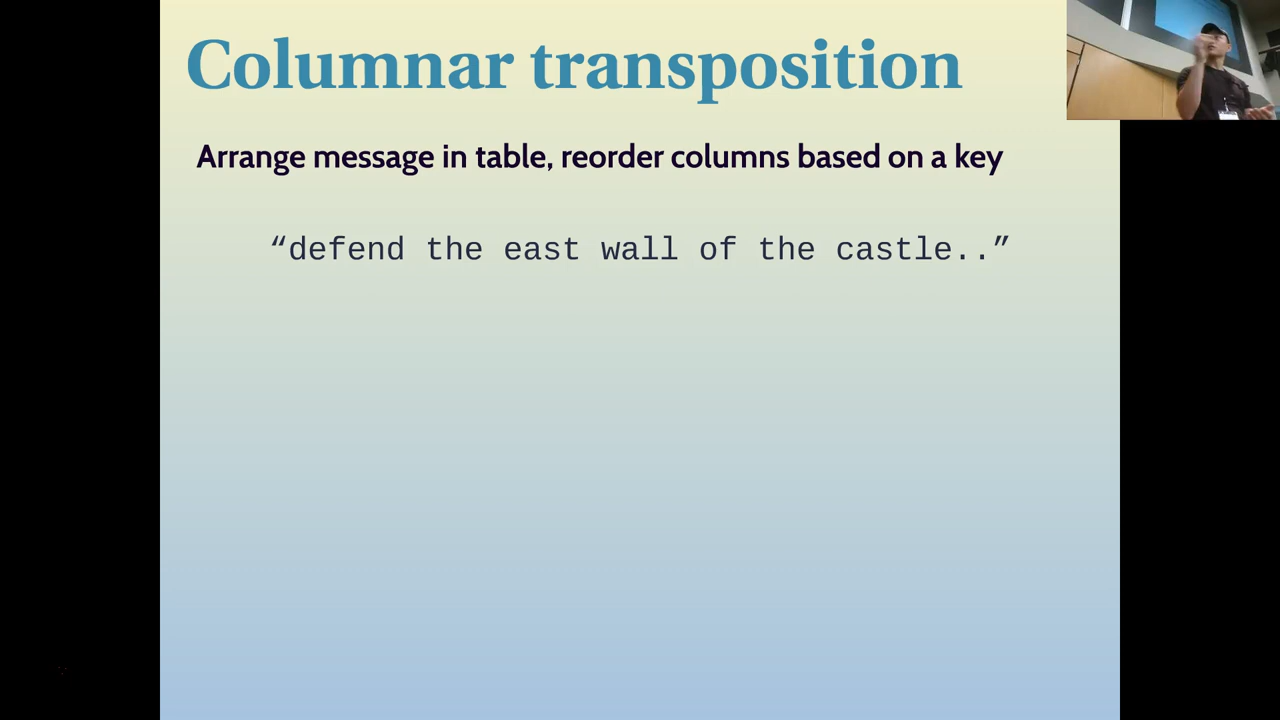 Columnar transposition
Arrange message in table, reorder columns based on a key
“defend the east wall of the castle..”